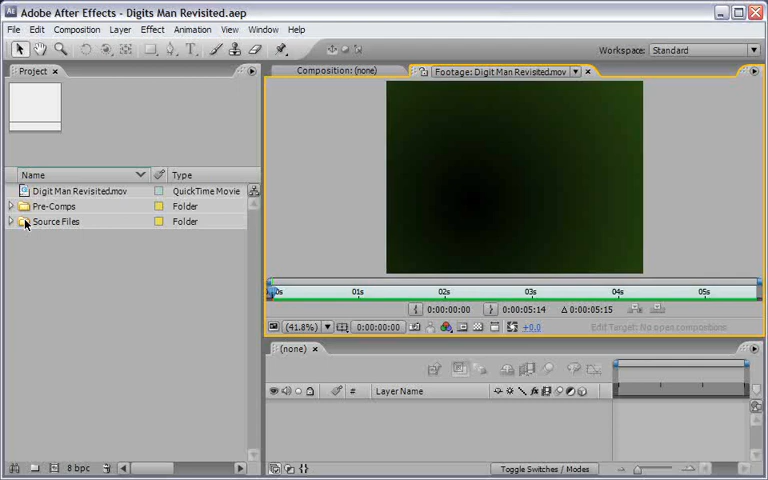 Adobe After Effects - Digits Man Revisited.aep
File Edit Composition Layer Effect Animation View Window Help
Workspace: Standard
Project
Composition: (none) Footage: Digit Man Revisited.mov
Name Type
Digit Man Revisited.mov QuickTime Movie
Pre-Comps Folder
Source Files Folder
0s 01s 02s 03s 04s 05s
0:00:00:00 0:00:05:14 Δ 0:00:05:15
(41.8%) 0:00:00:00 +0.0 Edit Target: No open compositions
(none)
# Layer Name
8 bpc
Toggle Switches / Modes